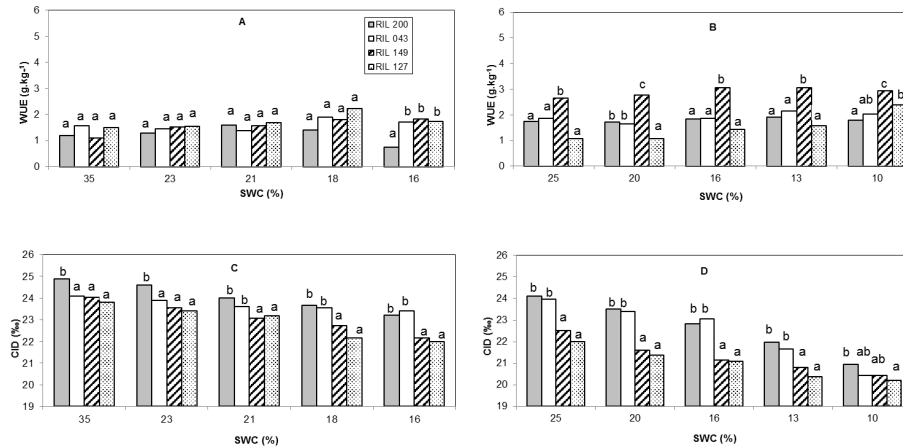 A
WUE (g.kg-1)
6
5
4
3
2
1
0
a a a a
a a a a
a a a a
a a a a
a b b b
35 23 21 18 16
SWC (%)
RIL 200
RIL 043
RIL 149
RIL 127
B
WUE (g.kg-1)
6
5
4
3
2
1
0
a a b a
b b c a
a a b a
a a b a
a ab c b
25 20 16 13 10
SWC (%)
C
CID (‰)
26
25
24
23
22
21
20
19
b a a a
b a a a
b b a a
b b a a
b b a a
35 23 21 18 16
SWC (%)
D
CID (‰)
26
25
24
23
22
21
20
19
b b a a
b b a a
b b a a
b b a a
b ab ab a
25 20 16 13 10
SWC (%)